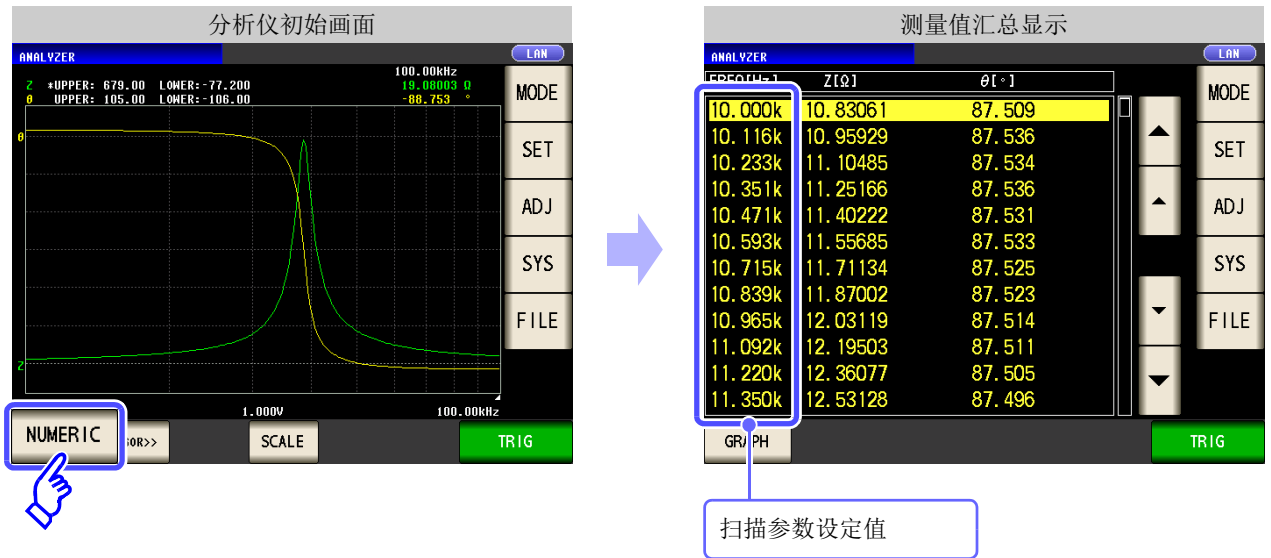 分析仪初始画面
ANALYZER
LAN
100.00kHz
Z *UPPER: 679.00 LOWER:-77.200 19.08003 Ω
θ UPPER: 105.00 LOWER:-106.00 -88.753 °
θ
Z
1.000V 100.00kHz
MODE
SET
ADJ
SYS
FILE
NUMERIC
SOR>>
SCALE
TRIG
测量值汇总显示
ANALYZER
LAN
FREQ[Hz] Z[Ω] θ[°]
10.000k 10.83061 87.509
10.116k 10.95929 87.536
10.233k 11.10485 87.534
10.351k 11.25166 87.536
10.471k 11.40222 87.531
10.593k 11.55685 87.533
10.715k 11.71134 87.525
10.839k 11.87002 87.523
10.965k 12.03119 87.514
11.092k 12.19503 87.511
11.220k 12.36077 87.505
11.350k 12.53128 87.496
MODE
SET
ADJ
SYS
FILE
GRAPH
TRIG
扫描参数设定值